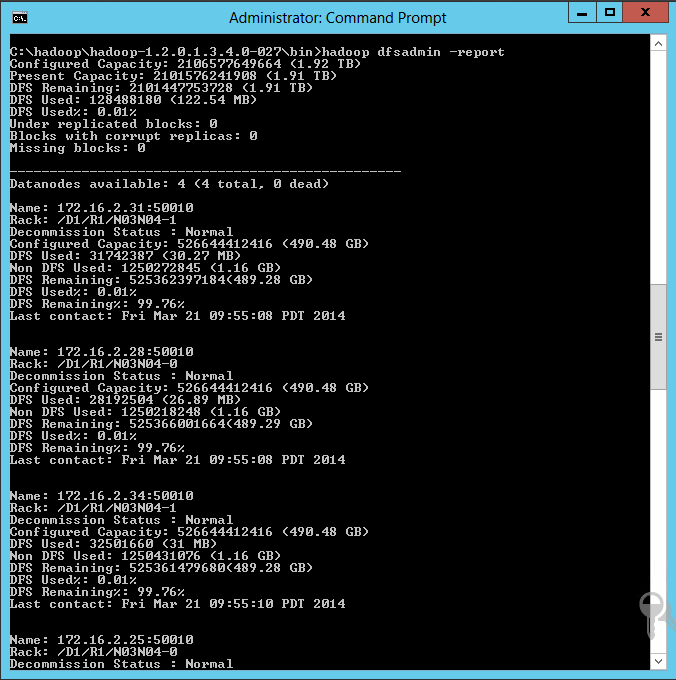 Administrator: Command Prompt
C:\hadoop\hadoop-1.2.0.1.3.4.0-027\bin>hadoop dfsadmin -report
Configured Capacity: 2106577649664 (1.92 TB)
Present Capacity: 2101576241908 (1.91 TB)
DFS Remaining: 2101447753728 (1.91 TB)
DFS Used: 128488180 (122.54 MB)
DFS Used%: 0.01%
Under replicated blocks: 0
Blocks with corrupt replicas: 0
Missing blocks: 0
-------------------------------------------------
Datanodes available: 4 (4 total, 0 dead)
Name: 172.16.2.31:50010
Rack: /D1/R1/N03N04-1
Decommission Status : Normal
Configured Capacity: 526644412416 (490.48 GB)
DFS Used: 31742387 (30.27 MB)
Non DFS Used: 1250272845 (1.16 GB)
DFS Remaining: 525362397184(489.28 GB)
DFS Used%: 0.01%
DFS Remaining%: 99.76%
Last contact: Fri Mar 21 09:55:08 PDT 2014
Name: 172.16.2.28:50010
Rack: /D1/R1/N03N04-0
Decommission Status : Normal
Configured Capacity: 526644412416 (490.48 GB)
DFS Used: 28192504 (26.89 MB)
Non DFS Used: 1250218248 (1.16 GB)
DFS Remaining: 525366001664(489.29 GB)
DFS Used%: 0.01%
DFS Remaining%: 99.76%
Last contact: Fri Mar 21 09:55:08 PDT 2014
Name: 172.16.2.34:50010
Rack: /D1/R1/N03N04-1
Decommission Status : Normal
Configured Capacity: 526644412416 (490.48 GB)
DFS Used: 32501660 (31 MB)
Non DFS Used: 1250431076 (1.16 GB)
DFS Remaining: 525361479680(489.28 GB)
DFS Used%: 0.01%
DFS Remaining%: 99.76%
Last contact: Fri Mar 21 09:55:10 PDT 2014
Name: 172.16.2.25:50010
Rack: /D1/R1/N03N04-0
Decommission Status : Normal